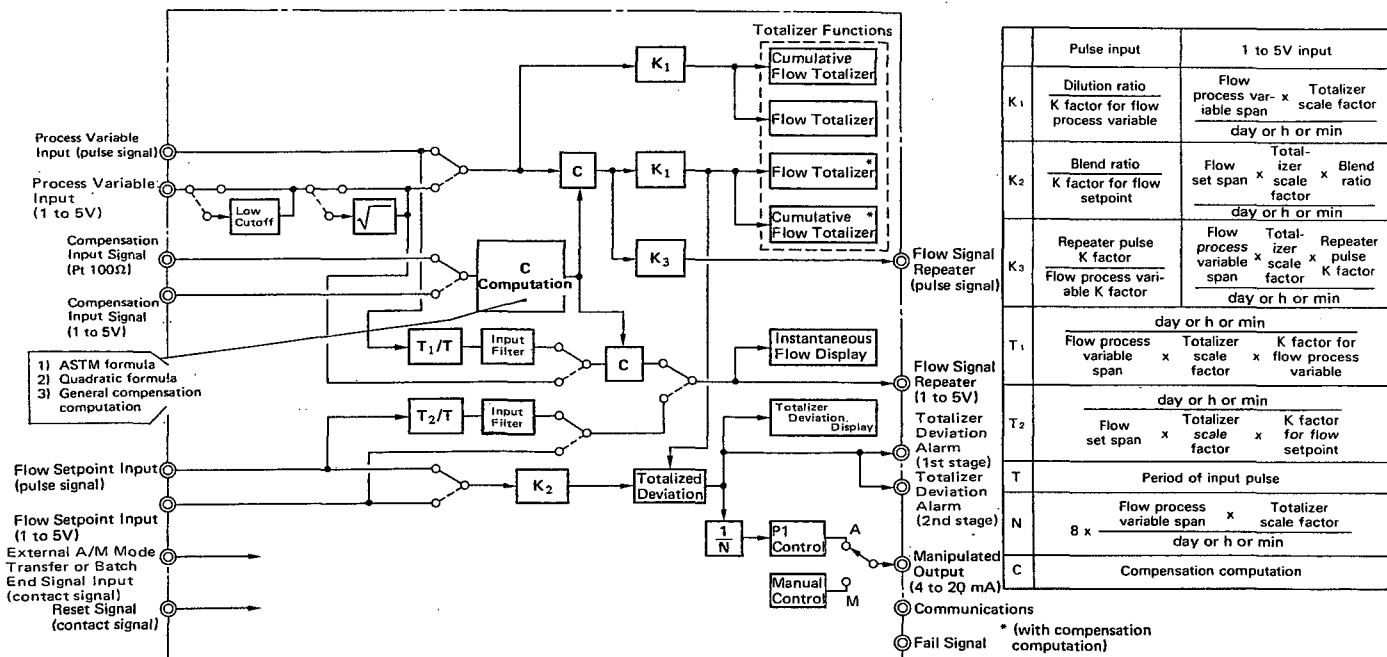 Process Variable
Input (pulse signal)
Process Variable
Input
(1 to 5V)
Low
Cutoff
√
Compensation
Input Signal
(Pt 100Ω)
Compensation
Input Signal
(1 to 5V)
1) ASTM formula
2) Quadratic formula
3) General compensation
computation
Flow Setpoint Input
(pulse signal)
Flow Setpoint Input
(1 to 5V)
External A/M Mode
Transfer or Batch
End Signal Input
(contact signal)
Reset Signal
(contact signal)
C
Computation
T1/T
Input
Filter
T2/T
Input
Filter
K2
C
K1
C
K1
K3
Totalizer Functions
Cumulative
Flow Totalizer
Flow Totalizer
Flow Totalizer *
Cumulative *
Flow Totalizer
Instantaneous
Flow Display
Totalizer
Deviation
Display
Totalized
Deviation
1
N
P1
Control
A
Manual
Control
M
Flow Signal
Repeater
(pulse signal)
Flow Signal
Repeater
(1 to 5V)
Totalizer
Deviation
Alarm
(1st stage)
Totalizer
Deviation
Alarm
(2nd stage)
Manipulated
Output
(4 to 20 mA)
Communications
Fail Signal
* (with compensation
computation)
Pulse input
1 to 5V input
K1
Dilution ratio
K factor for flow
process variable
Flow
process var-
iable span
x
Totalizer
scale factor
day or h or min
K2
Blend ratio
K factor for flow
setpoint
Flow
set span
x
Total-
izer
scale
factor
x
Blend
ratio
day or h or min
K3
Repeater pulse
K factor
Flow process vari-
able K factor
Flow
process
variable
span
x
Total-
izer
scale
factor
x
Repeater
pulse
K factor
day or h or min
T1
day or h or min
Flow process
variable
span
x
Totalizer
scale
factor
x
K factor for
flow process
variable
T2
day or h or min
Flow
set span
x
Totalizer
scale
factor
x
K factor
for flow
setpoint
T
Period of input pulse
N
8 x
Flow process
variable span
x
Totalizer
scale factor
day or h or min
C
Compensation computation